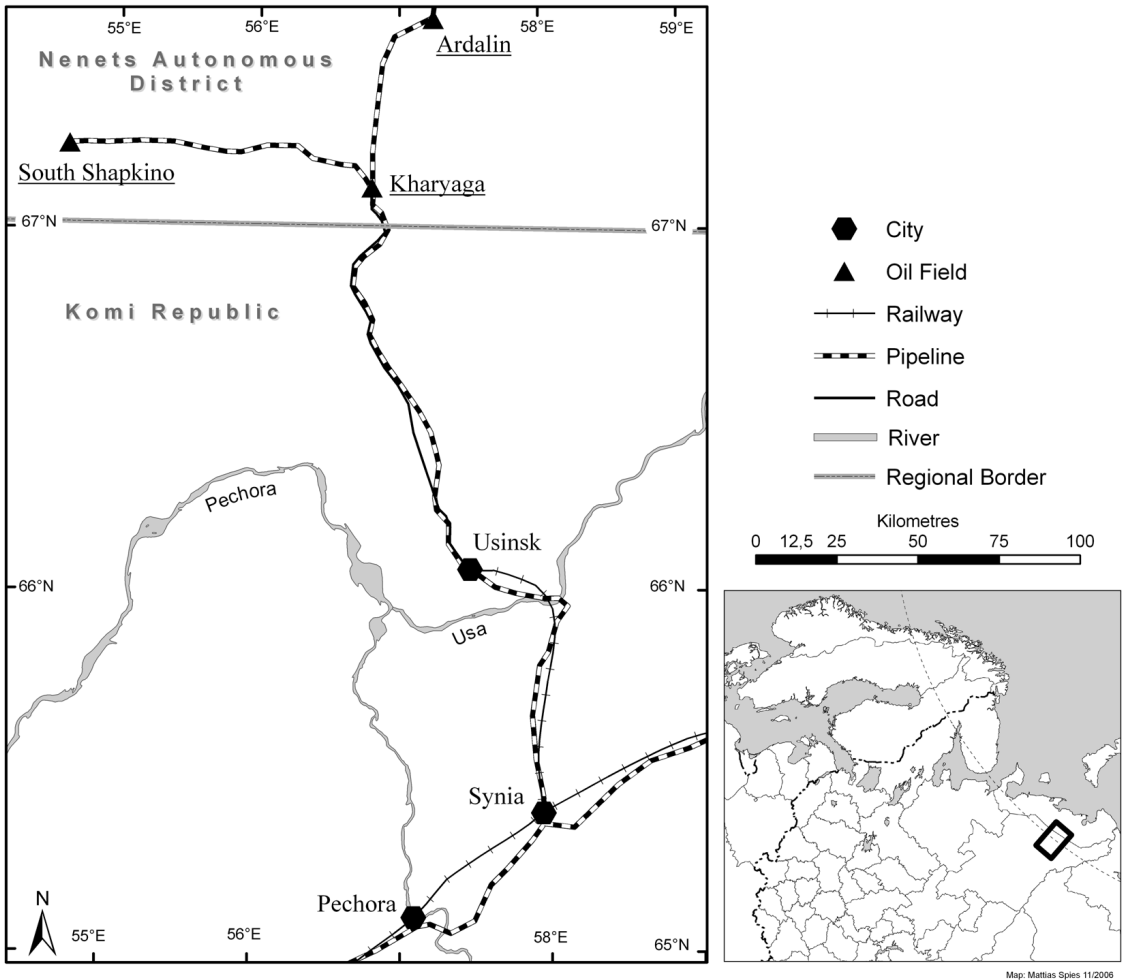 55°E
56°E
58°E
59°E
Ardalin
Nenets Autonomous
District
South Shapkino
Kharyaga
67°N
67°N
Komi Republic
Pechora
Usinsk
66°N
66°N
Usa
Synia
Pechora
N
55°E
56°E
58°E
65°N
City
Oil Field
Railway
Pipeline
Road
River
Regional Border
Kilometres
0 12,5 25 50 75 100
Map: Mattias Spies 11/2006